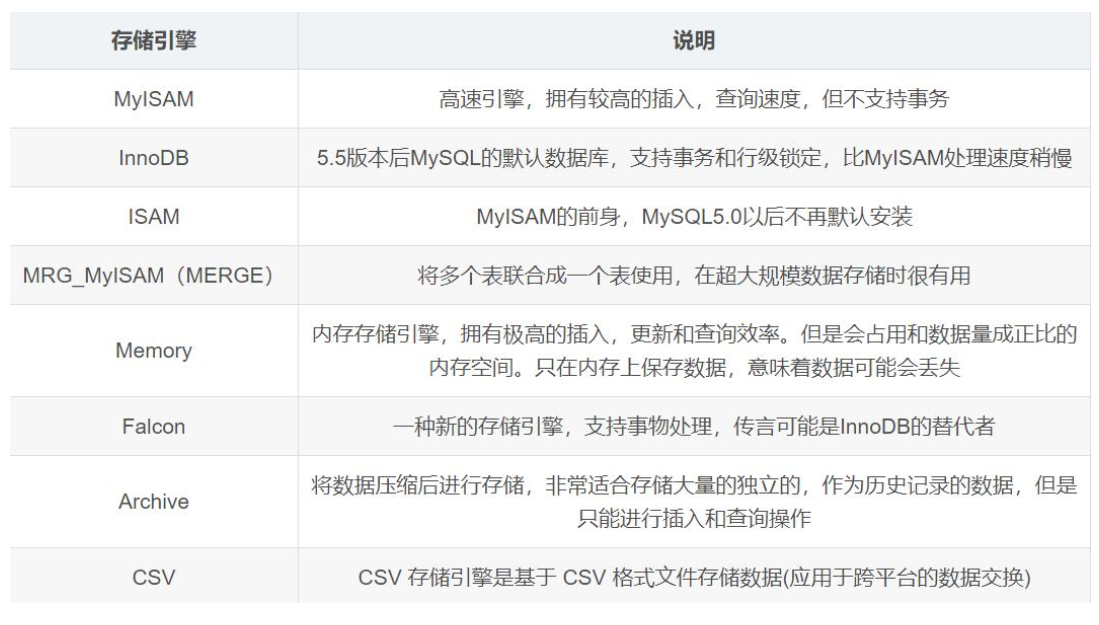 存储引擎 说明
MyISAM 高速引擎，拥有较高的插入，查询速度，但不支持事务
InnoDB 5.5版本后MySQL的默认数据库，支持事务和行级锁定，比MyISAM处理速度稍慢
ISAM MyISAM的前身，MySQL5.0以后不再默认安装
MRG_MyISAM（MERGE） 将多个表联合成一个表使用，在超大规模数据存储时很有用
Memory 内存存储引擎，拥有极高的插入，更新和查询效率。但是会占用和数据量成正比的
内存空间。只在内存上保存数据，意味着数据可能会丢失
Falcon 一种新的存储引擎，支持事物处理，传言可能是InnoDB的替代者
Archive 将数据压缩后进行存储，非常适合存储大量的独立的，作为历史记录的数据，但是
只能进行插入和查询操作
CSV CSV 存储引擎是基于 CSV 格式文件存储数据(应用于跨平台的数据交换)